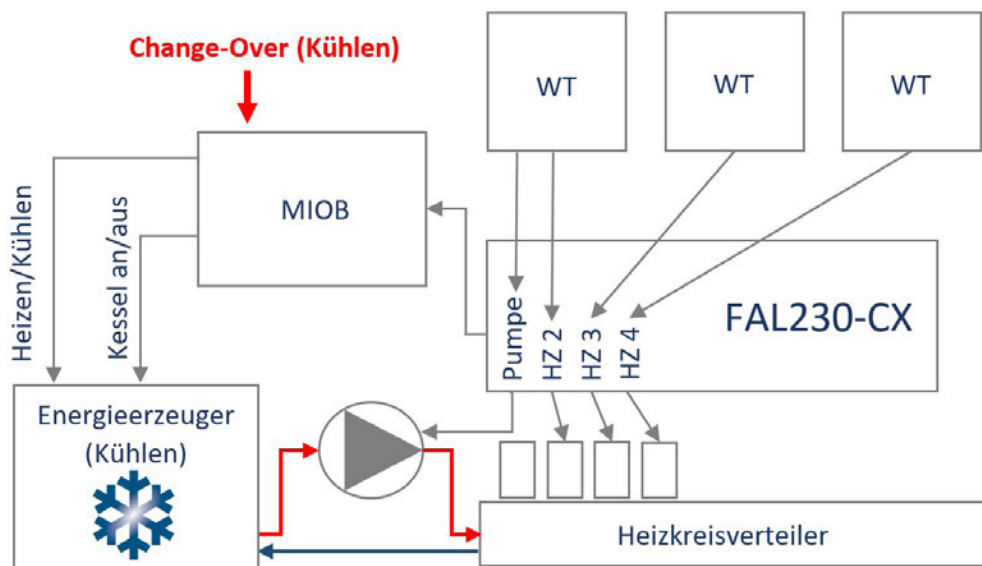 Change-Over (Kühlen)
WT
WT
WT
MIOB
Heizen/Kühlen
Kessel an/aus
Pumpe
HZ 2
HZ 3
HZ 4
FAL230-CX
Energieerzeuger
(Kühlen)
Heizkreisverteiler